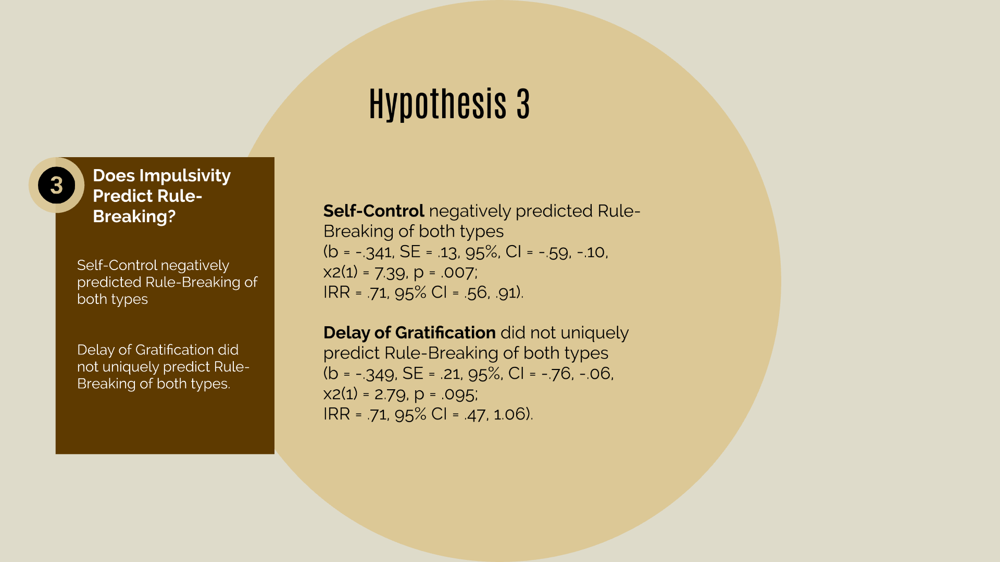 Hypothesis 3
3
Does Impulsivity
Predict Rule-
Breaking?
Self-Control negatively
predicted Rule-Breaking of
both types
Delay of Gratification did
not uniquely predict Rule-
Breaking of both types.
Self-Control negatively predicted Rule-
Breaking of both types
(b = -.341, SE = .13, 95%, CI = -.59, -.10,
x2(1) = 7.39, p = .007;
IRR = .71, 95% CI = .56, .91).
Delay of Gratification did not uniquely
predict Rule-Breaking of both types
(b = -.349, SE = .21, 95%, CI = -.76, -.06,
x2(1) = 2.79, p = .095;
IRR = .71, 95% CI = .47, 1.06).